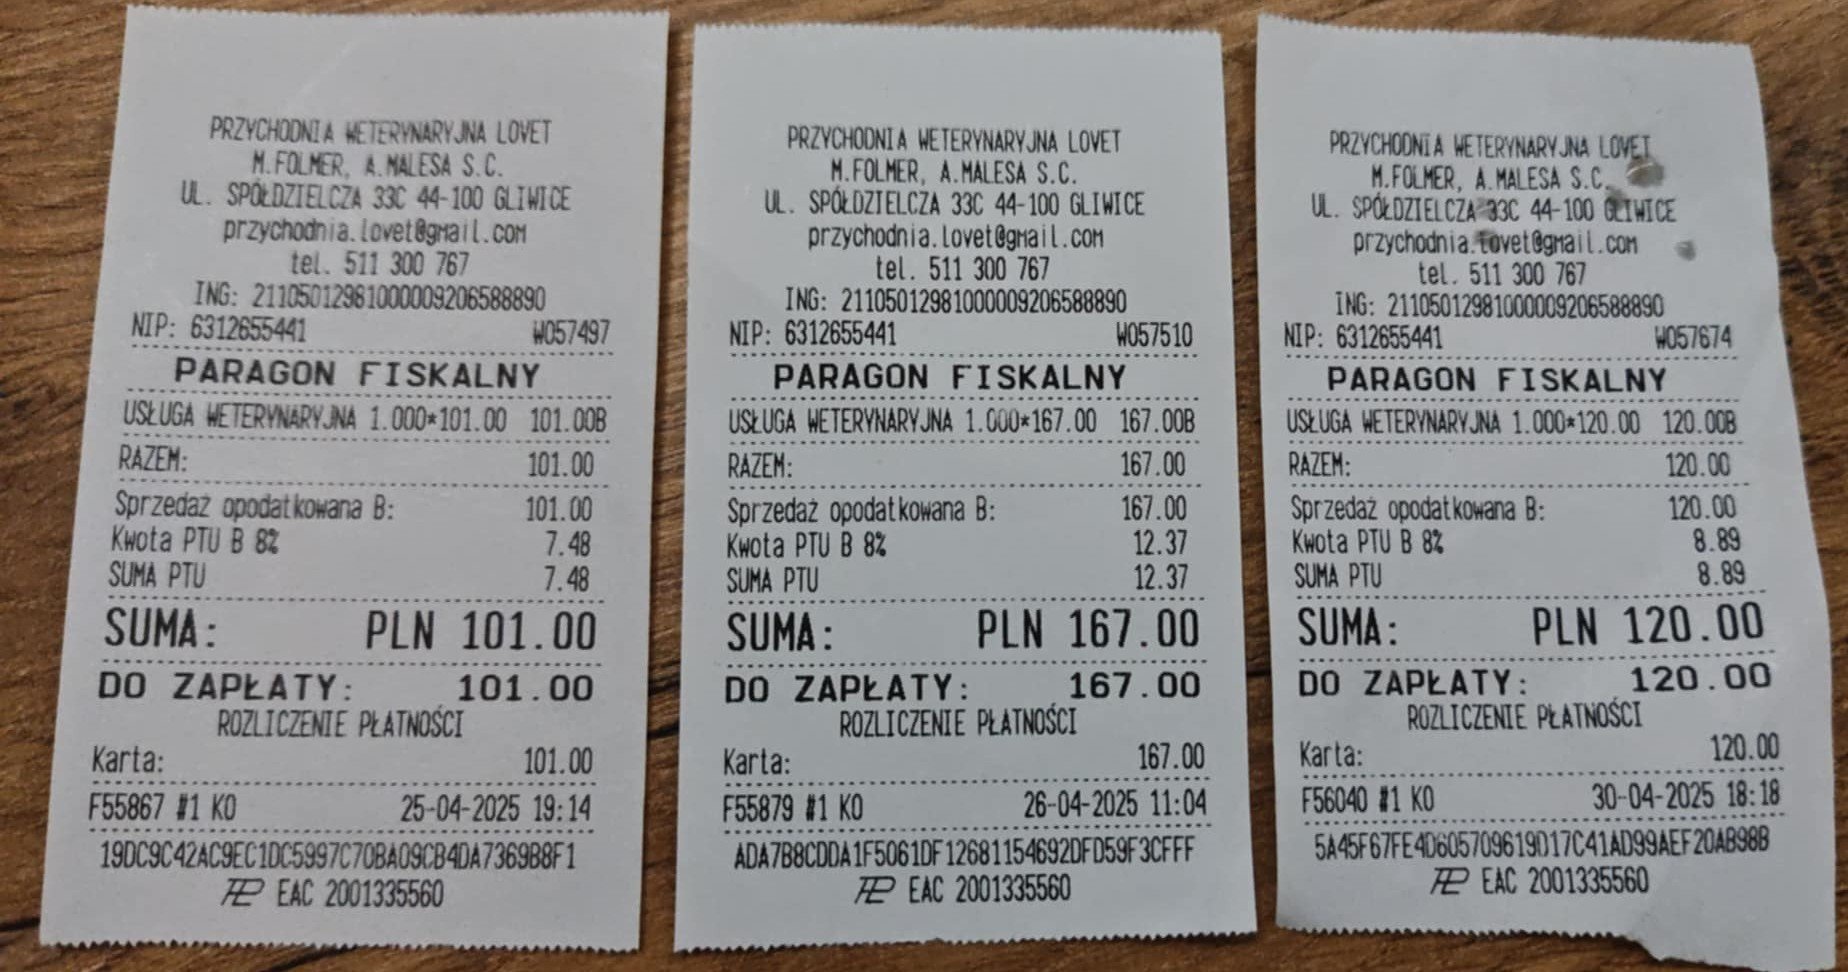 PRZYCHODNIA WETERYNARYJNA LOVET
M.FOLMER, A.MALESA S.C.
UL. SPÓŁDZIELCZA 33C 44-100 GLIWICE
przychodnia.lovet@gmail.com
tel. 511 300 767
ING: 21105012981000009206588890
NIP: 6312655441 W057497
PARAGON FISKALNY
USŁUGA WETERYNARYJNA 1.000*101.00 101.00B
RAZEM: 101.00
Sprzedaż opodatkowana B: 101.00
Kwota PTU B 8% 7.48
SUMA PTU 7.48
SUMA: PLN 101.00
DO ZAPŁATY: 101.00
ROZLICZENIE PŁATNOŚCI
Karta: 101.00
F55867 #1 KO 25-04-2025 19:14
19DC9C42AC9EC1DC5997C70BA09CB4DA7369B8F1
EAC 2001335560
PRZYCHODNIA WETERYNARYJNA LOVET
M.FOLMER, A.MALESA S.C.
UL. SPÓŁDZIELCZA 33C 44-100 GLIWICE
przychodnia.lovet@gmail.com
tel. 511 300 767
ING: 21105012981000009206588890
NIP: 6312655441 W057510
PARAGON FISKALNY
USŁUGA WETERYNARYJNA 1.000*167.00 167.00B
RAZEM: 167.00
Sprzedaż opodatkowana B: 167.00
Kwota PTU B 8% 12.37
SUMA PTU 12.37
SUMA: PLN 167.00
DO ZAPŁATY: 167.00
ROZLICZENIE PŁATNOŚCI
Karta: 167.00
F55879 #1 KO 26-04-2025 11:04
ADA7B8CDDA1F5061DF12681154692DFD59F3CFFF
EAC 2001335560
PRZYCHODNIA WETERYNARYJNA LOVET
M.FOLMER, A.MALESA S.C.
UL. SPÓŁDZIELCZA 33C 44-100 GLIWICE
przychodnia.lovet@gmail.com
tel. 511 300 767
ING: 21105012981000009206588890
NIP: 6312655441 W057674
PARAGON FISKALNY
USŁUGA WETERYNARYJNA 1.000*120.00 120.00B
RAZEM: 120.00
Sprzedaż opodatkowana B: 120.00
Kwota PTU B 8% 8.89
SUMA PTU 8.89
SUMA: PLN 120.00
DO ZAPŁATY: 120.00
ROZLICZENIE PŁATNOŚCI
Karta: 120.00
F56040 #1 KO 30-04-2025 18:18
5A45F67FE4D605709619D17C41AD99AEF20AB98B
EAC 2001335560